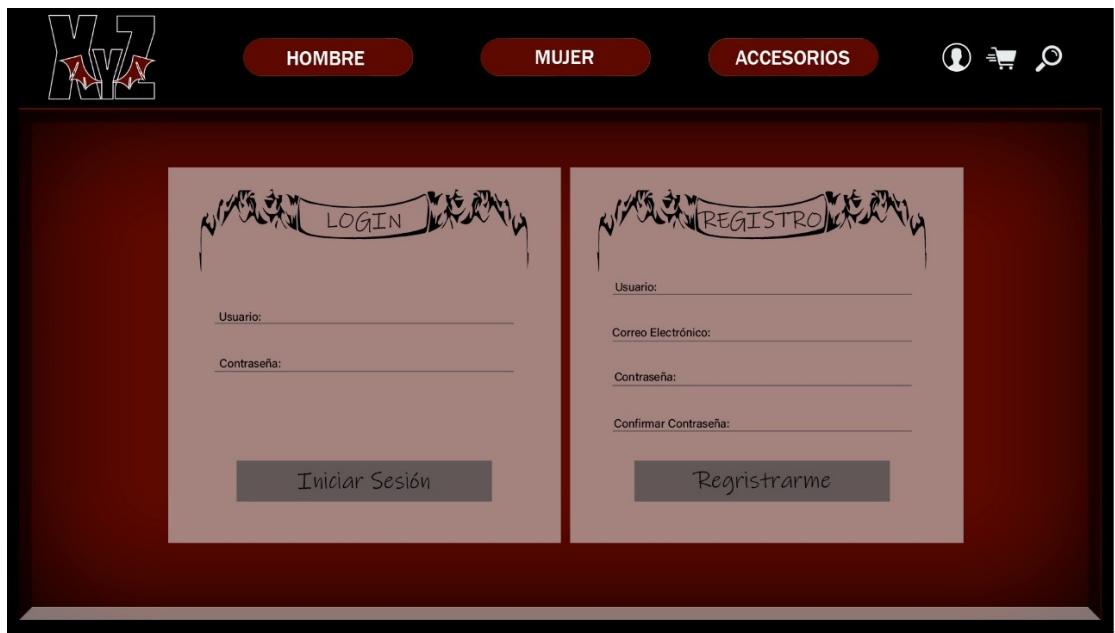 XyZ
HOMBRE MUJER ACCESORIOS
LOGIN
Usuario:
Contraseña:
Iniciar Sesión
REGISTRO
Usuario:
Correo Electrónico:
Contraseña:
Confirmar Contraseña:
Regristrarme